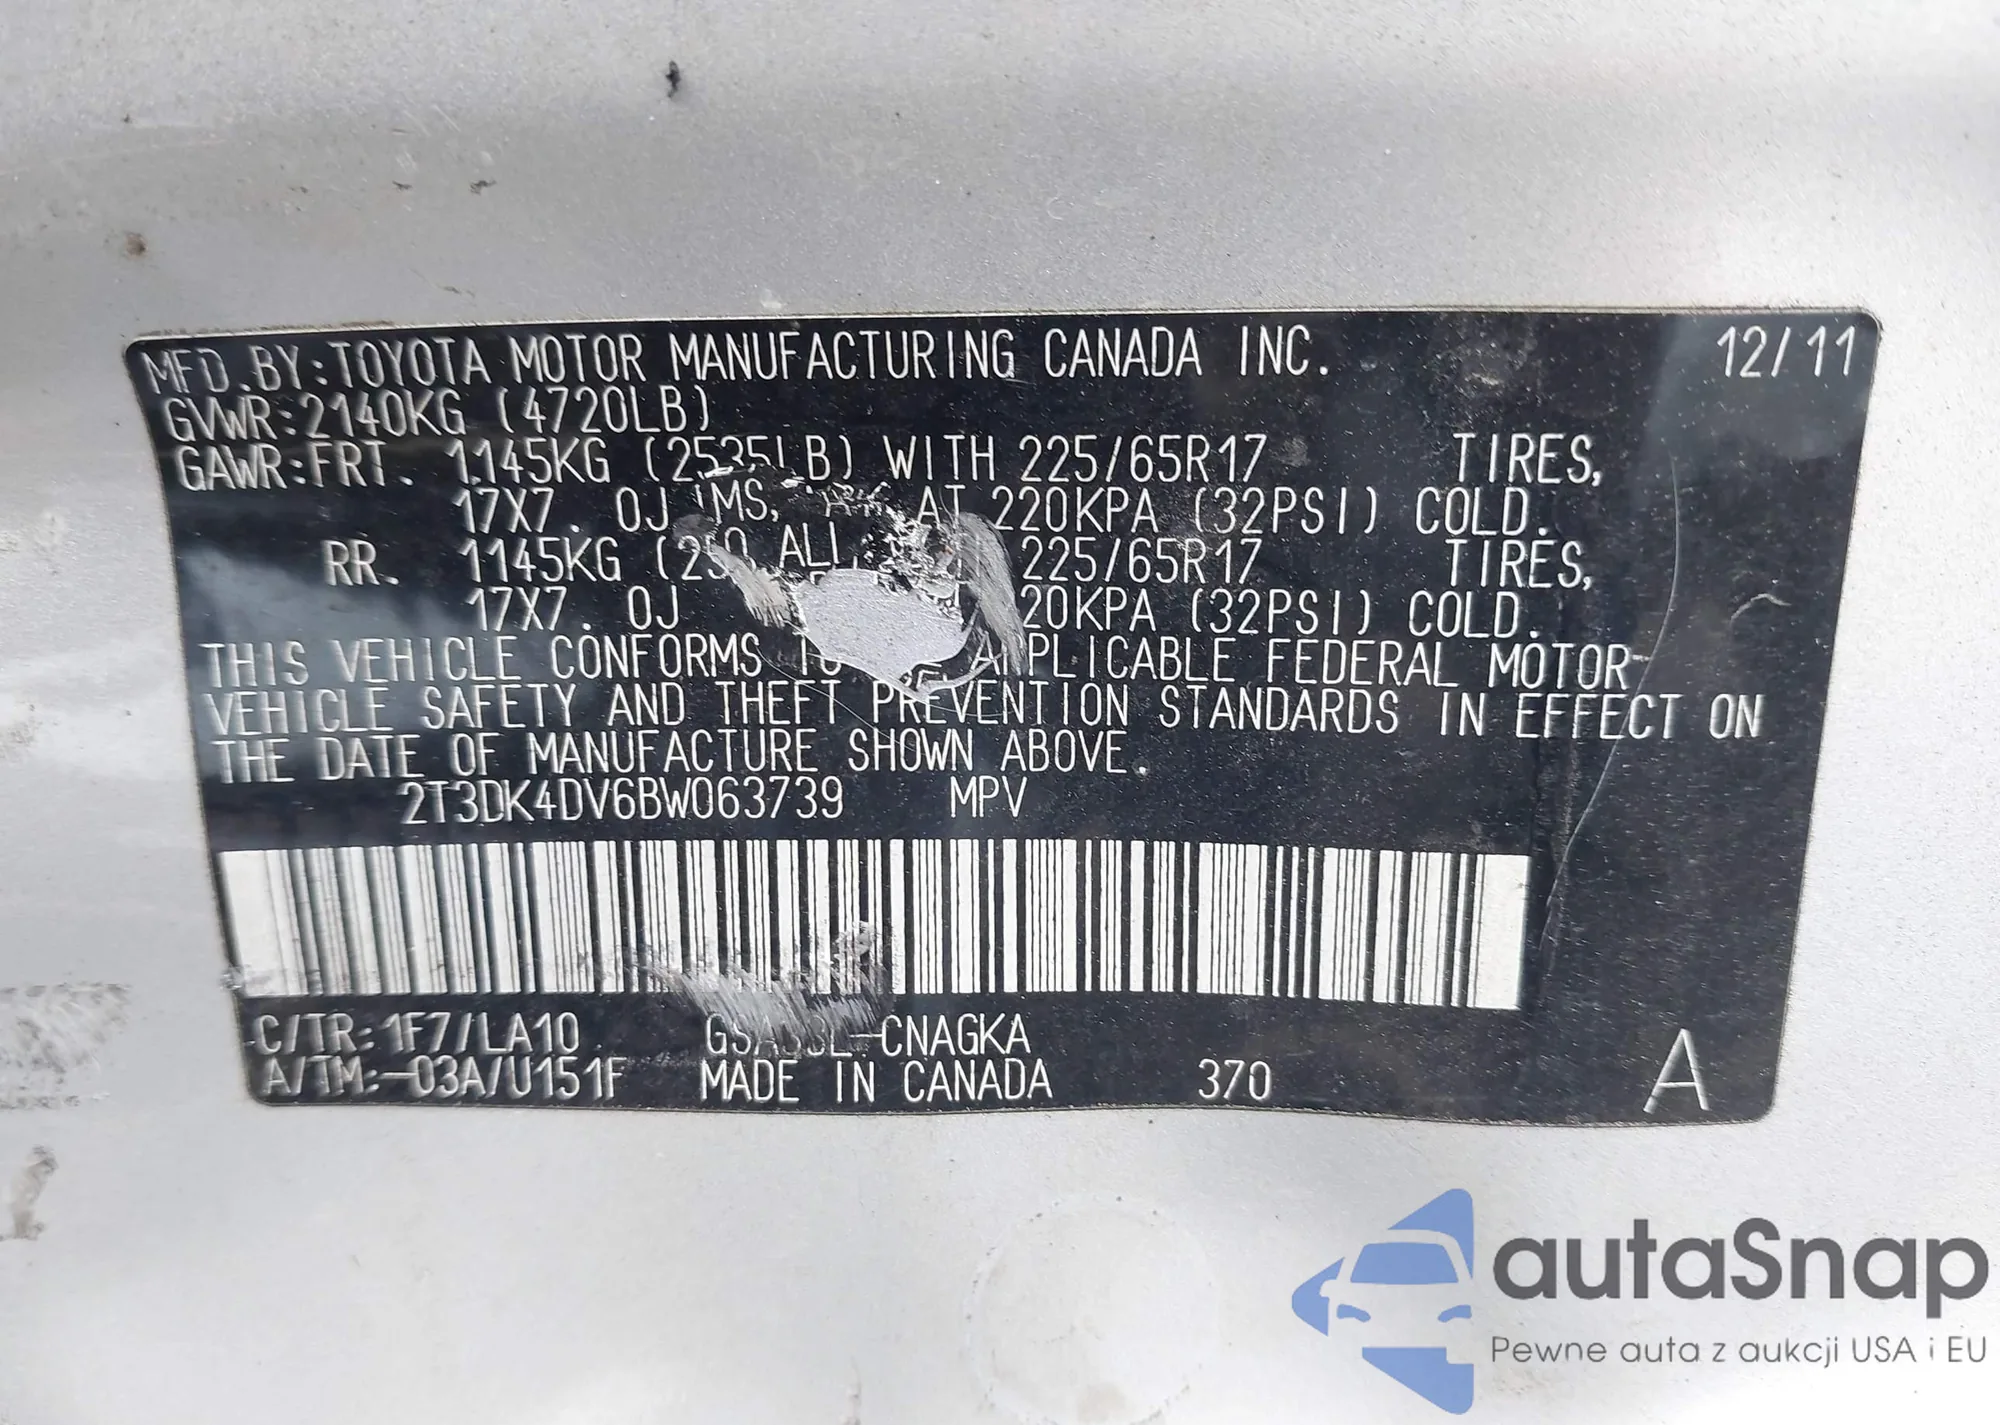 MFD.BY:TOYOTA MOTOR MANUFACTURING CANADA INC. 12/11
GVWR:2140KG (4720LB)
GAWR:FRT. 1145KG (2535LB) WITH 225/65R17 TIRES,
17X7.0J AT 220KPA (32PSI) COLD.
RR. 1145KG 225/65R17 TIRES,
17X7.0J (32PSI) COLD.
THIS VEHICLE CONFORMS TO APPLICABLE FEDERAL MOTOR
VEHICLE SAFETY AND THEFT PREVENTION STANDARDS IN EFFECT ON
THE DATE OF MANUFACTURE SHOWN ABOVE.
2T3DK4DV6BW063739 MPV
C/TR:1F7/LA10 GSA33L-CNAGKA
A/TM:-03A/U151F MADE IN CANADA 370 A
autaSnap
Pewne auta z aukcji USA i EU